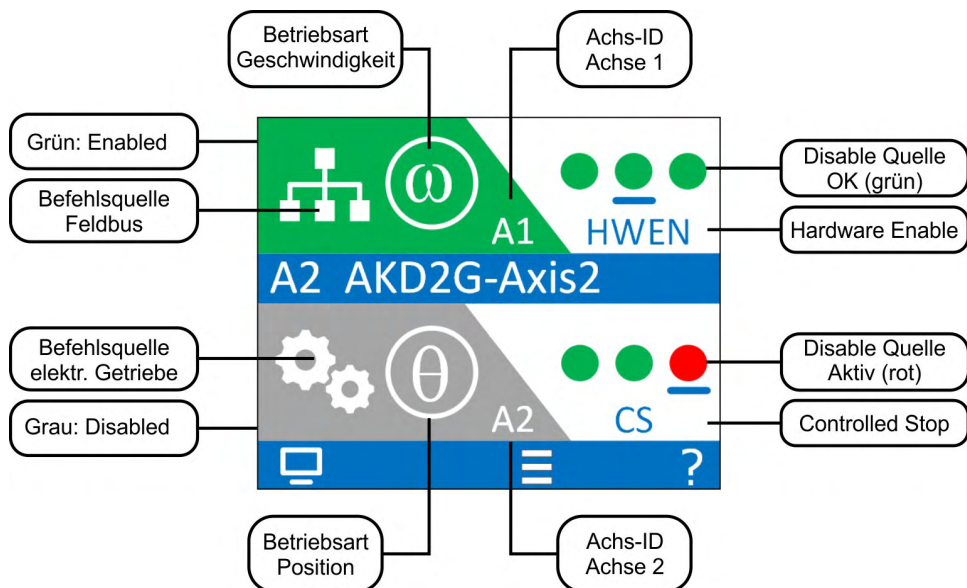 Betriebsart
Geschwindigkeit
Achs-ID
Achse 1
Grün: Enabled
Befehlsquelle
Feldbus
ω
A1
HWEN
Disable Quelle
OK (grün)
Hardware Enable
A2 AKD2G-Axis2
Befehlsquelle
elektr. Getriebe
Grau: Disabled
θ
A2
CS
Disable Quelle
Aktiv (rot)
Controlled Stop
?
Betriebsart
Position
Achs-ID
Achse 2